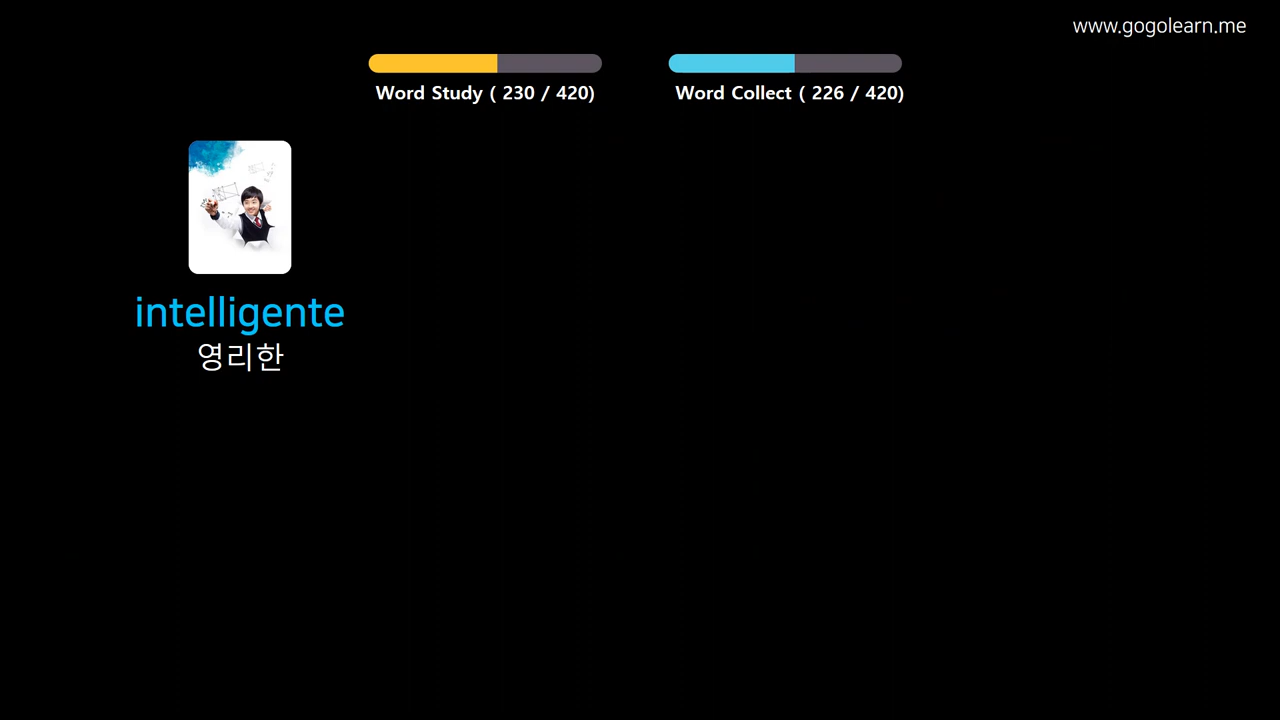 www.gogolearn.me
Word Study ( 230 / 420)
Word Collect ( 226 / 420)
intelligente
영리한